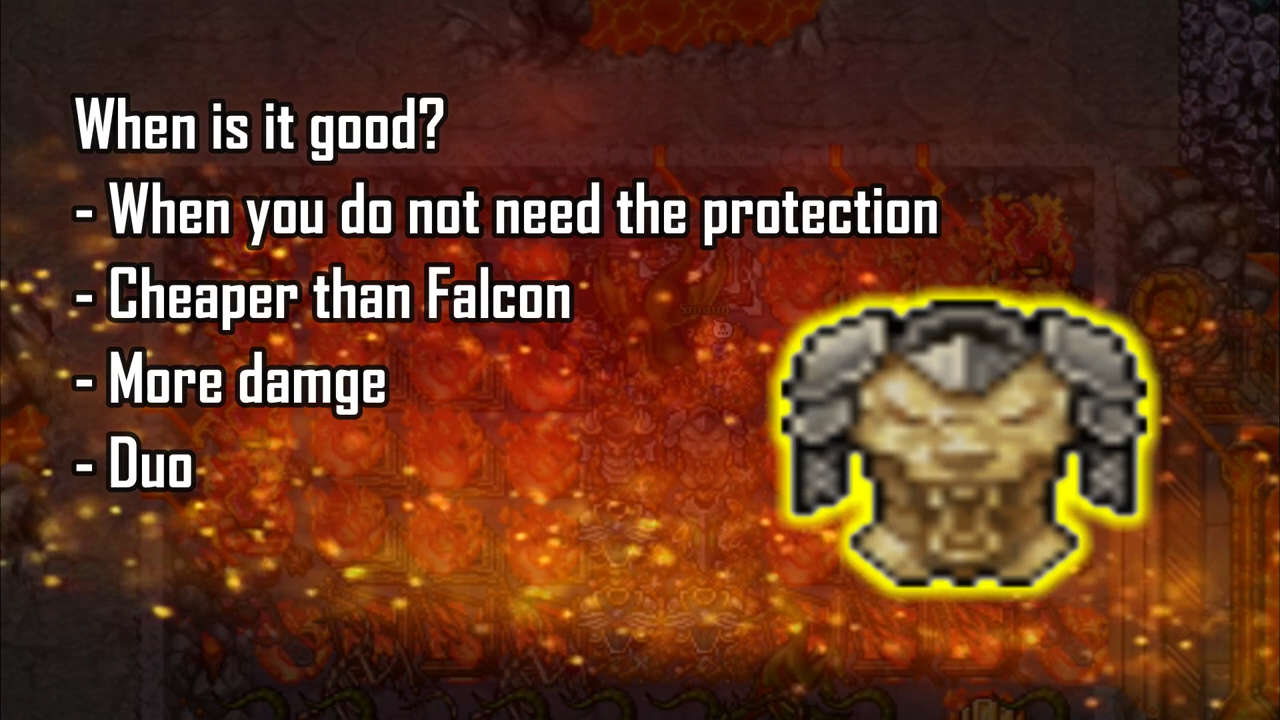 When is it good?
- When you do not need the protection
- Cheaper than Falcon
- More damge
- Duo